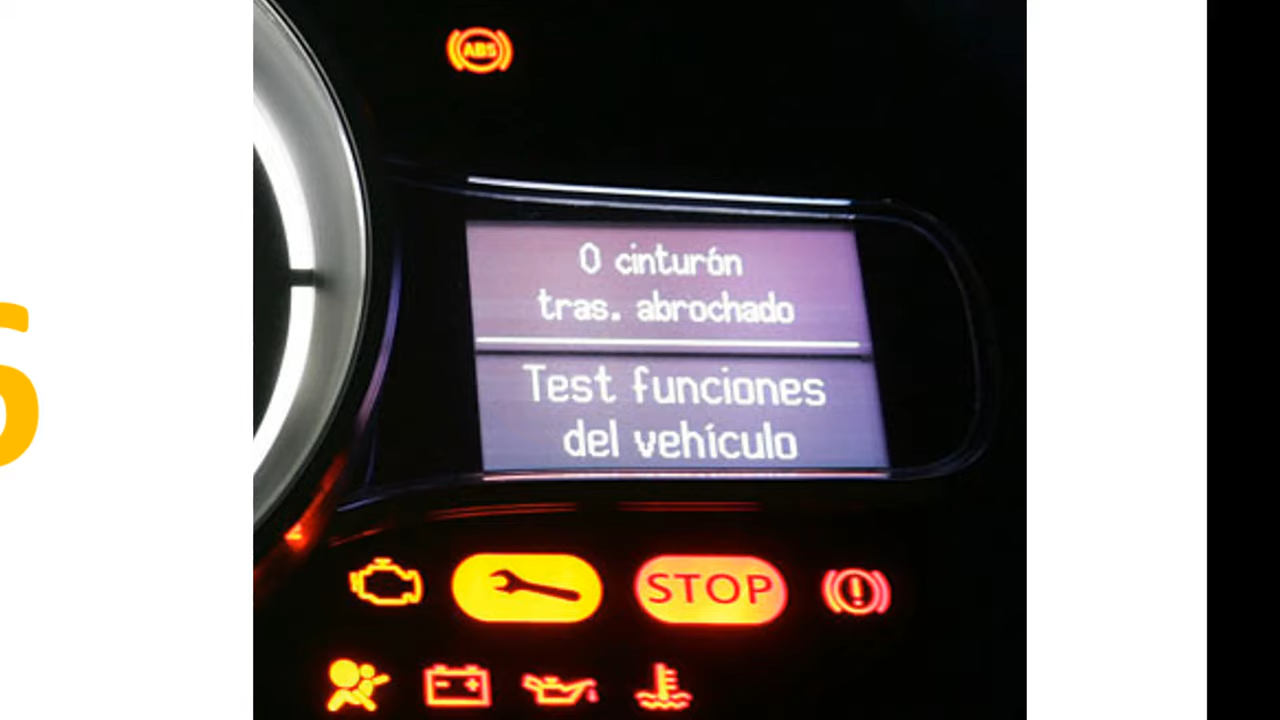 ABS
0 cinturón
tras. abrochado
Test funciones
del vehículo
STOP